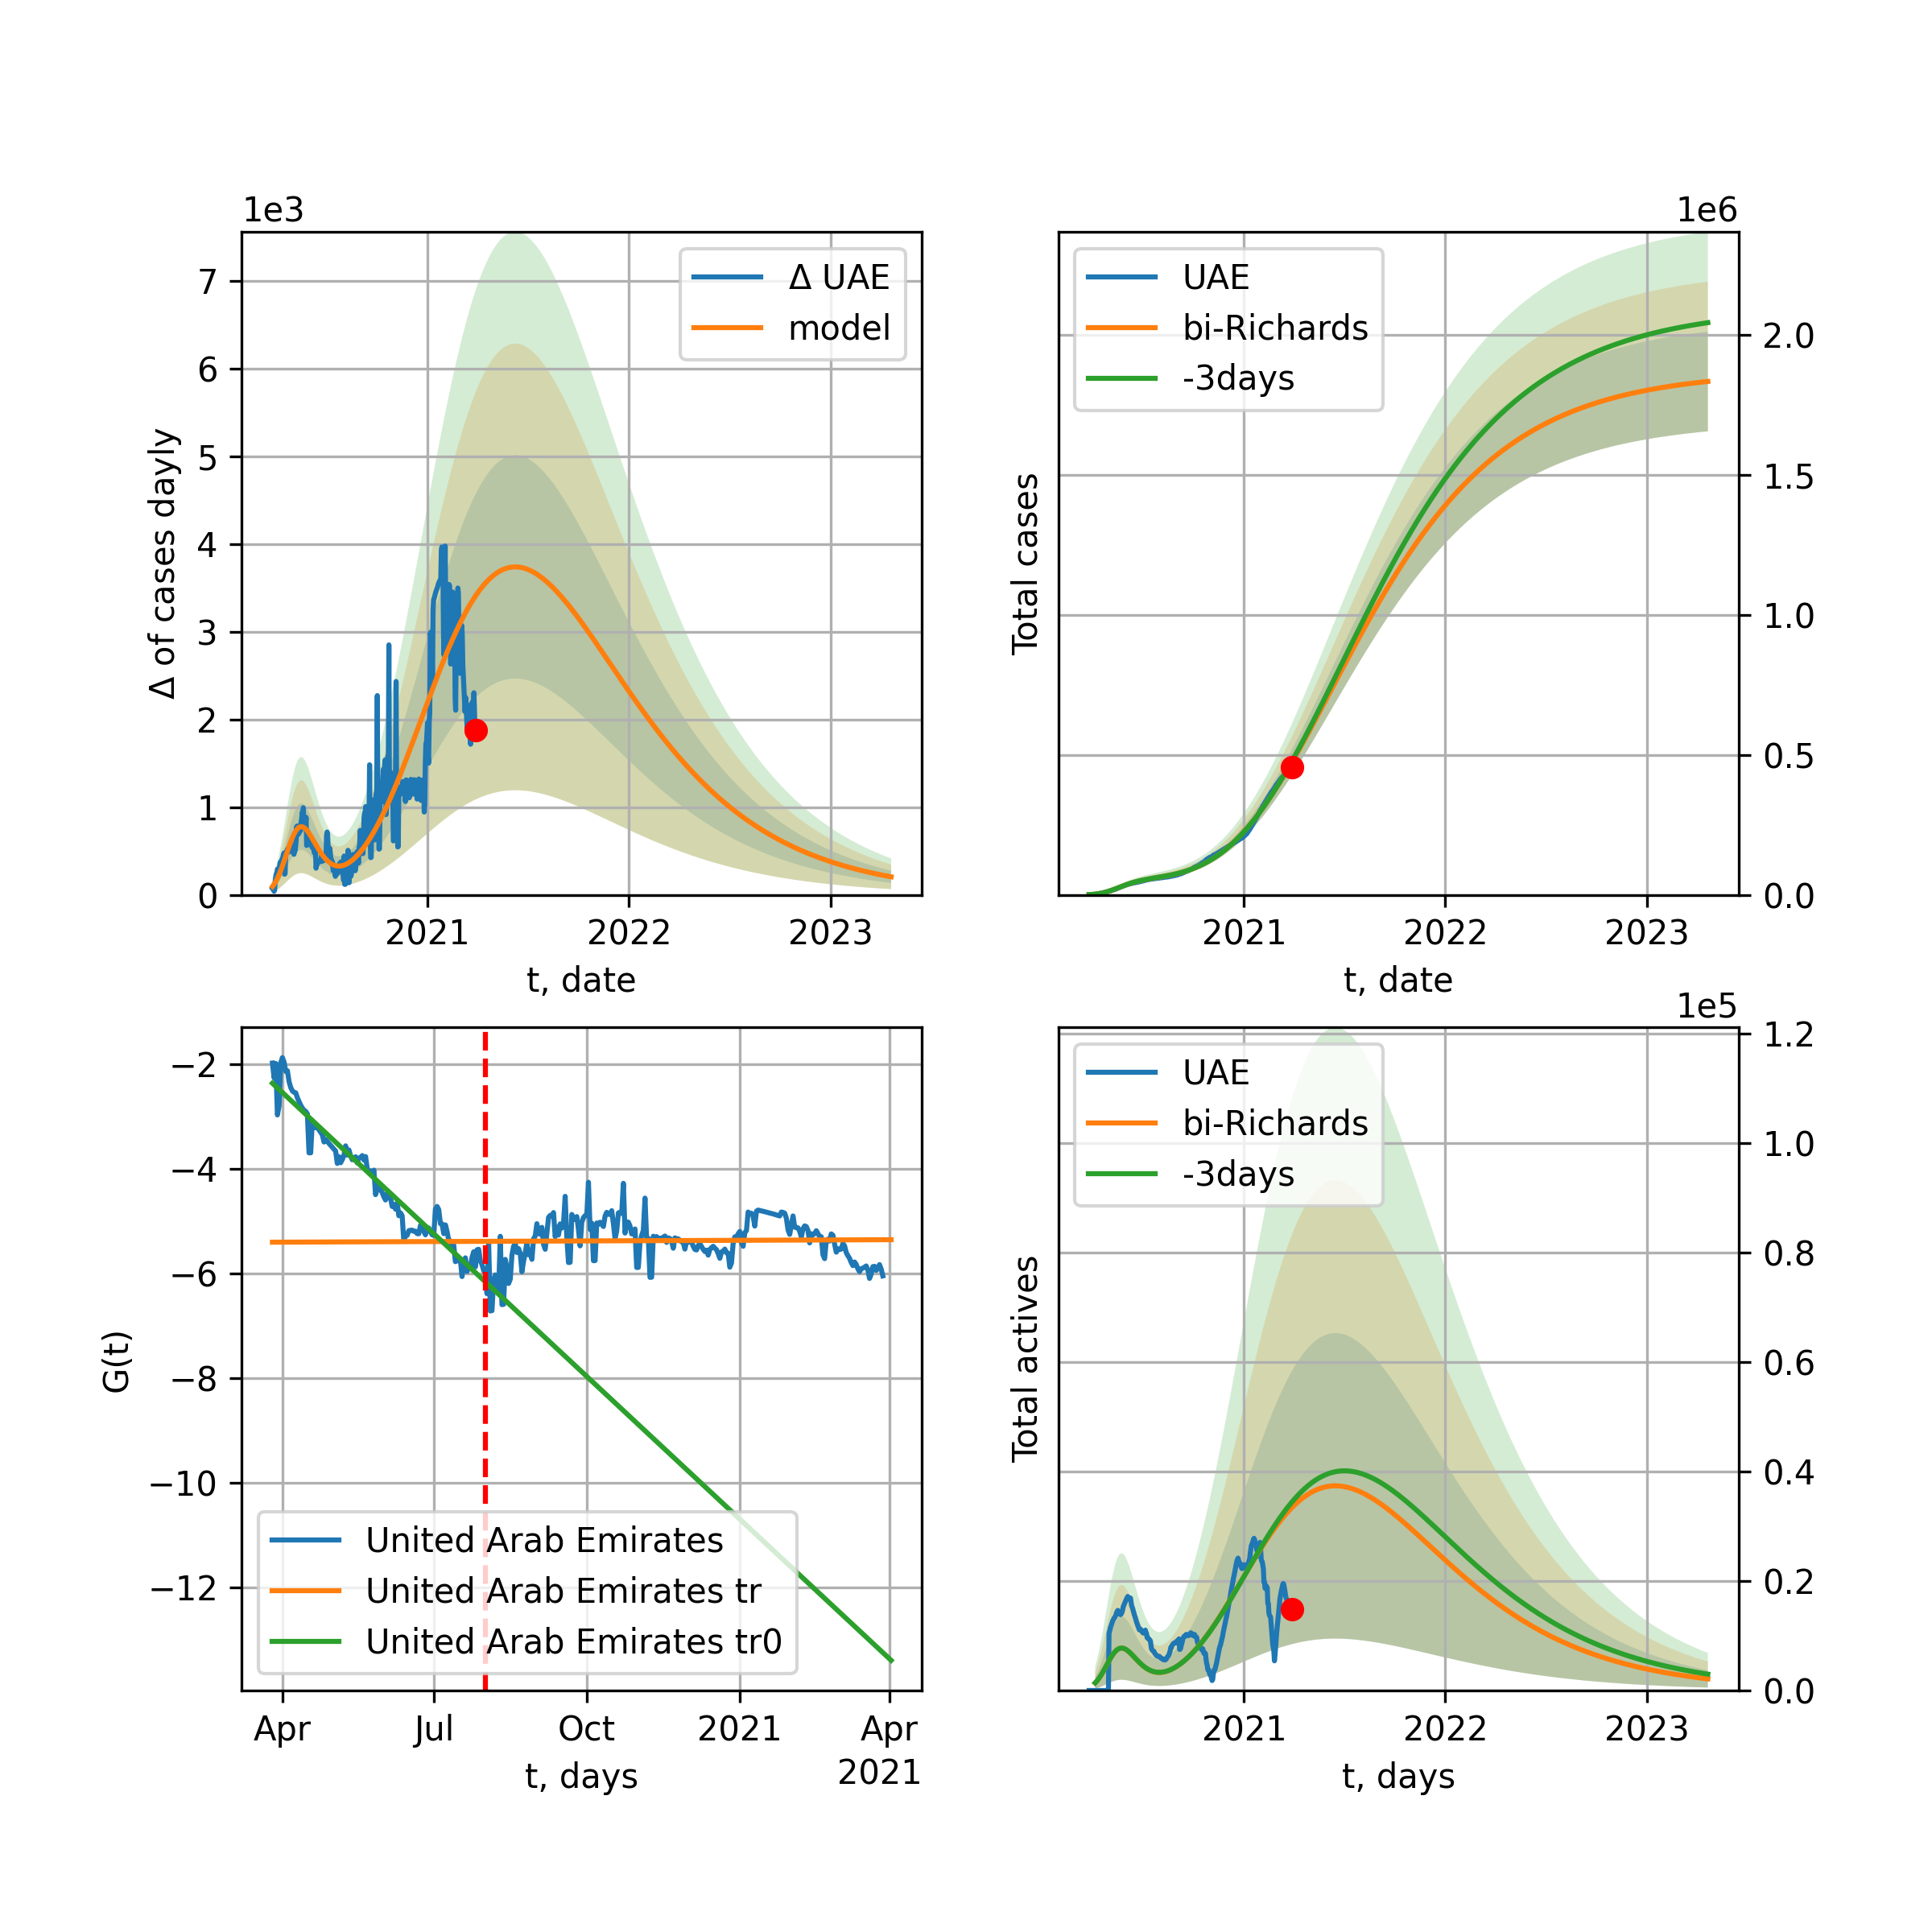 1e3
7
6
5
4
3
2
1
0
Δ of cases dayly
Δ UAE
model
2021 2022 2023
t, date
1e6
UAE
bi-Richards
-3days
Total cases
2.0
1.5
1.0
0.5
0.0
2021 2022 2023
t, date
−2
−4
−6
−8
−10
−12
G(t)
United Arab Emirates
United Arab Emirates tr
United Arab Emirates tr0
Apr Jul Oct 2021 Apr
2021
t, days
1e5
UAE
bi-Richards
-3days
Total actives
1.2
1.0
0.8
0.6
0.4
0.2
0.0
2021 2022 2023
t, days